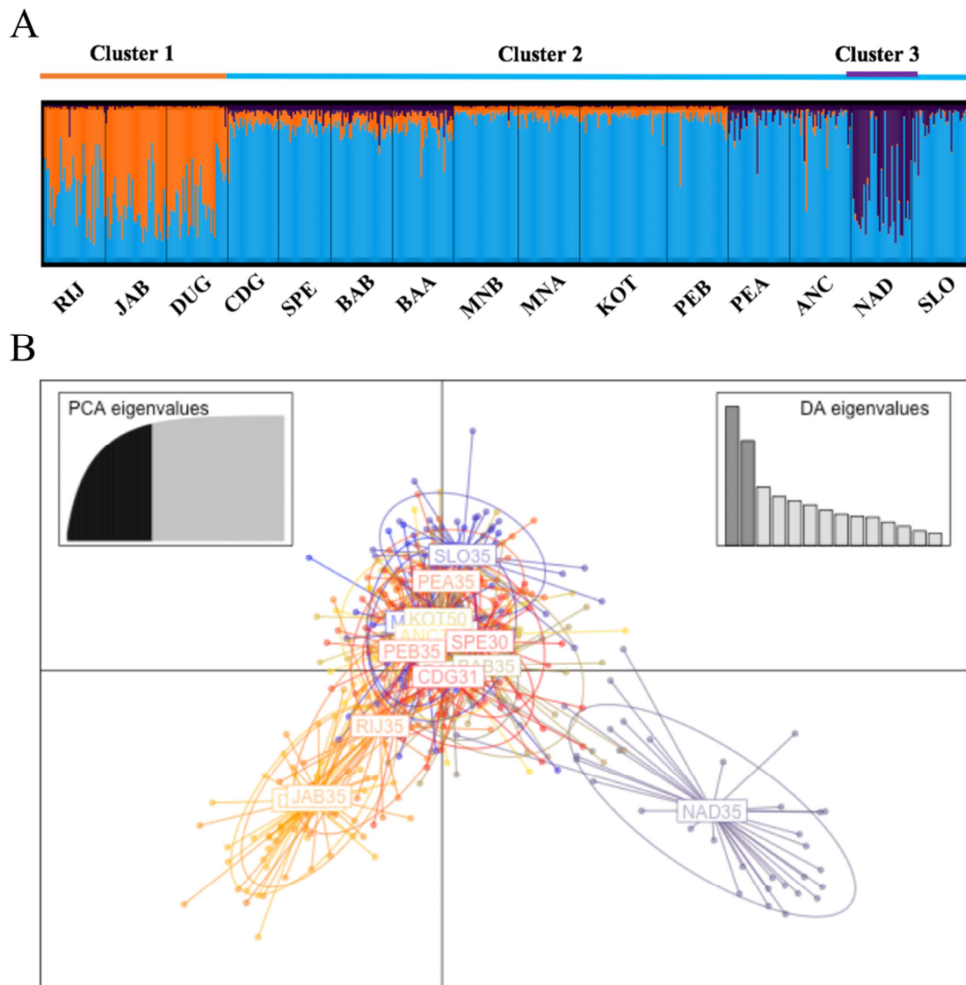 A
Cluster 1 Cluster 2 Cluster 3
RIJ JAB DUG CDG SPE BAB BAA MNB MNA KOT PEB PEA ANC NAD SLO
B
PCA eigenvalues DA eigenvalues
SLO35
PEA35
KOT50
SPE30
PEB35
BAB35
CDG31
RIJ35
JAB35
NAD35